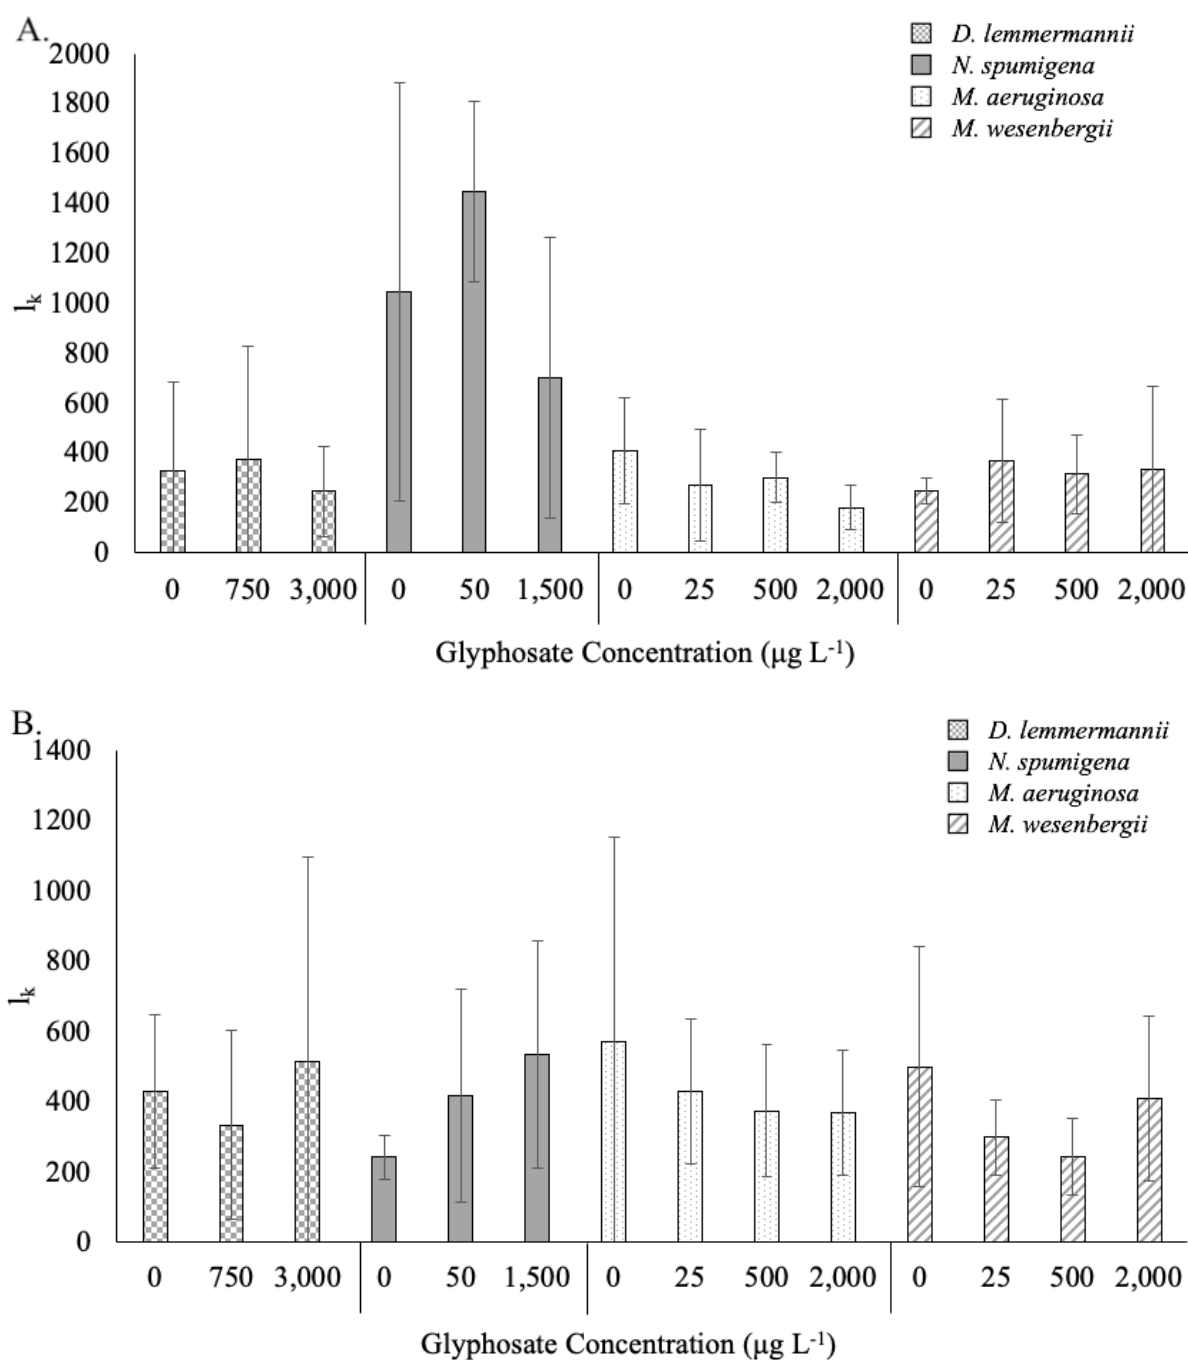 A.
D. lemmermannii
N. spumigena
M. aeruginosa
M. wesenbergii
2000
1800
1600
1400
1200
1000
800
600
400
200
0
Iₖ
0 750 3,000 0 50 1,500 0 25 500 2,000 0 25 500 2,000
Glyphosate Concentration (µg L⁻¹)
B.
D. lemmermannii
N. spumigena
M. aeruginosa
M. wesenbergii
1400
1200
1000
800
600
400
200
0
Iₖ
0 750 3,000 0 50 1,500 0 25 500 2,000 0 25 500 2,000
Glyphosate Concentration (µg L⁻¹)